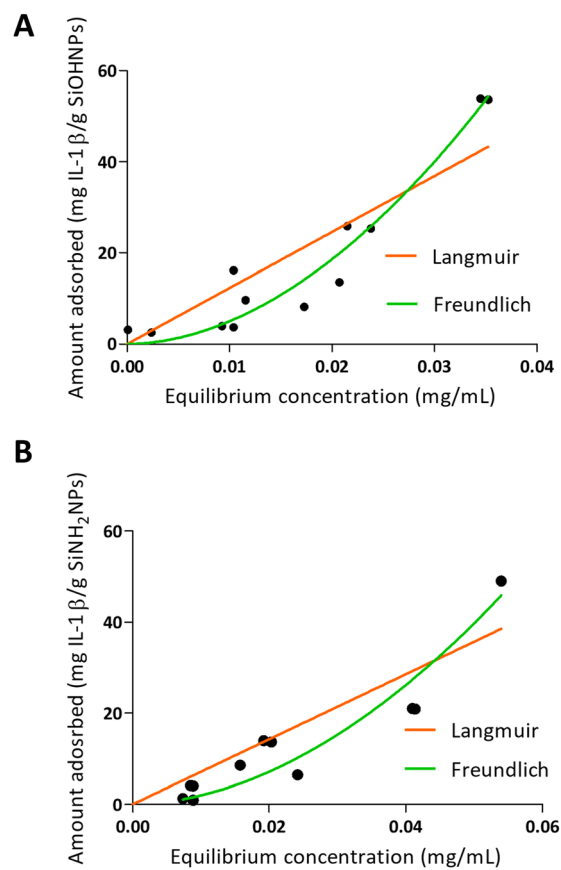 A
Amount adsorbed (mg IL-1β/g SiOHNPs)
60
40
20
0
0.00 0.01 0.02 0.03 0.04
Equilibrium concentration (mg/mL)
Langmuir
Freundlich
B
Amount adosrbed (mg IL-1β/g SiNH₂NPs)
60
40
20
0
0.00 0.02 0.04 0.06
Equilibrium concentration (mg/mL)
Langmuir
Freundlich